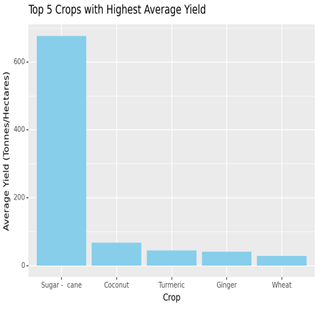 Top 5 Crops with Highest Average Yield
Average Yield (Tonnes/Hectares)
600
400
200
0
Sugar - cane Coconut Turmeric Ginger Wheat
Crop